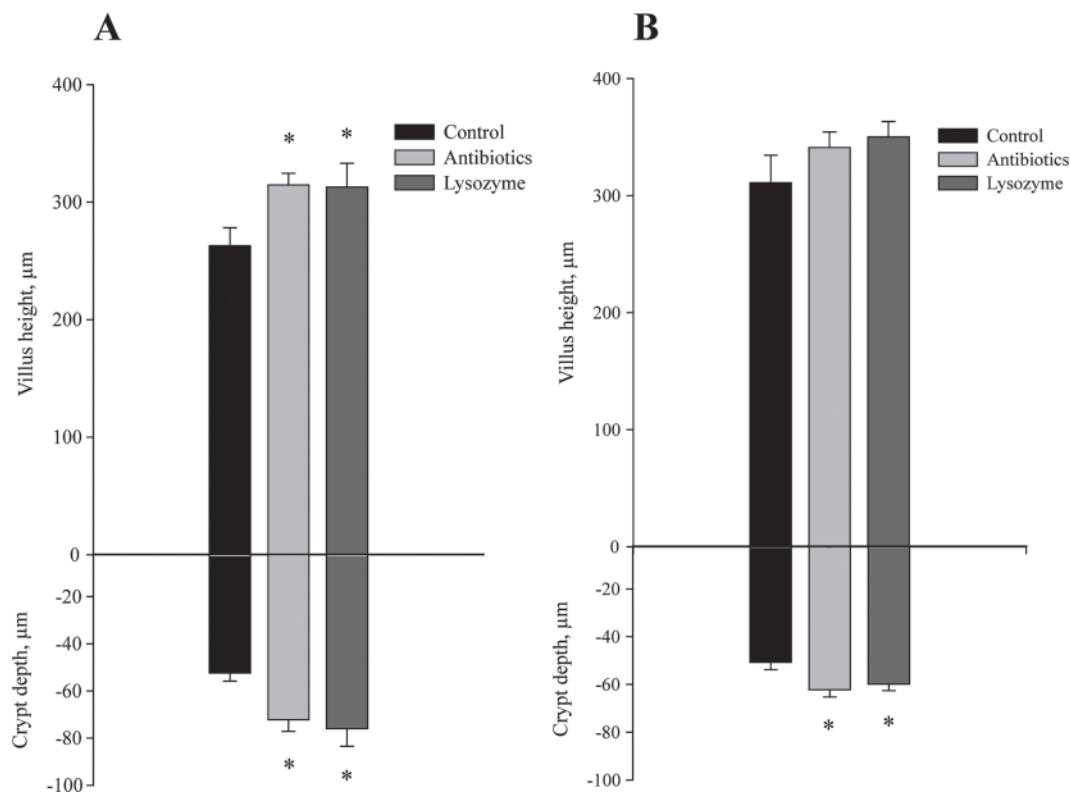 A
400
300
200
100
0
-20
-40
-60
-80
-100
Villus height, µm
Crypt depth, µm
* *
Control
Antibiotics
Lysozyme
* *
B
400
300
200
100
0
-20
-40
-60
-80
-100
Villus height, µm
Crypt depth, µm
Control
Antibiotics
Lysozyme
* *